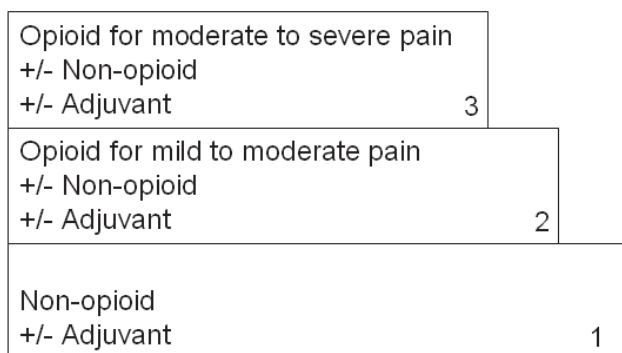 Opioid for moderate to severe pain
+/- Non-opioid
+/- Adjuvant 3
Opioid for mild to moderate pain
+/- Non-opioid
+/- Adjuvant 2
Non-opioid
+/- Adjuvant 1